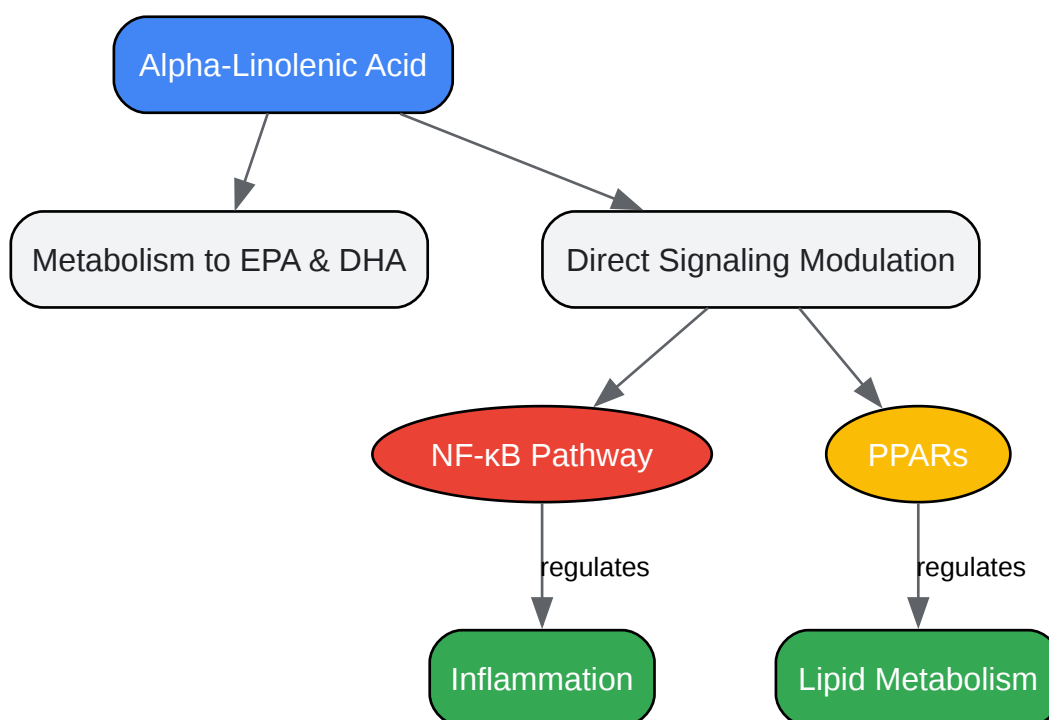 Alpha-Linolenic Acid
Metabolism to EPA & DHA
Direct Signaling Modulation
NF-κB Pathway
PPARs
regulates
regulates
Inflammation
Lipid Metabolism